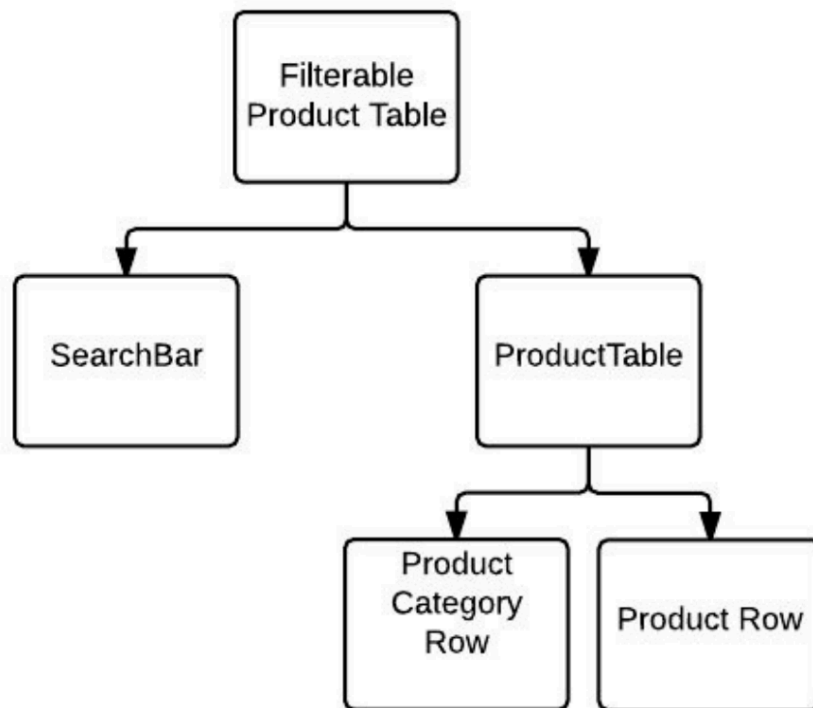 Filterable
Product Table
SearchBar
ProductTable
Product
Category
Row
Product Row